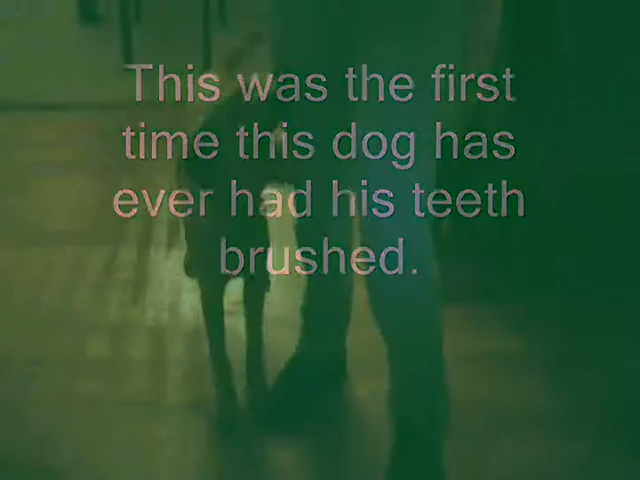 This was the first
time this dog has
ever had his teeth
brushed.